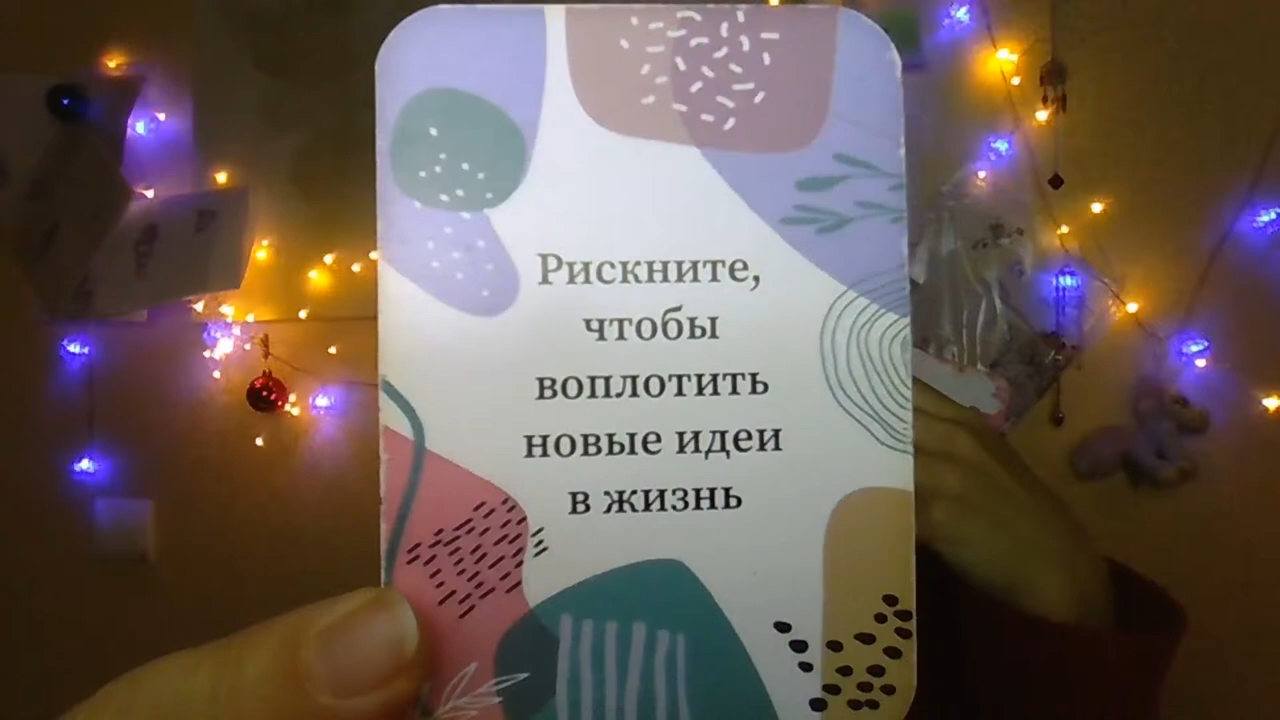 Рискните,
чтобы
воплотить
новые идеи
в жизнь